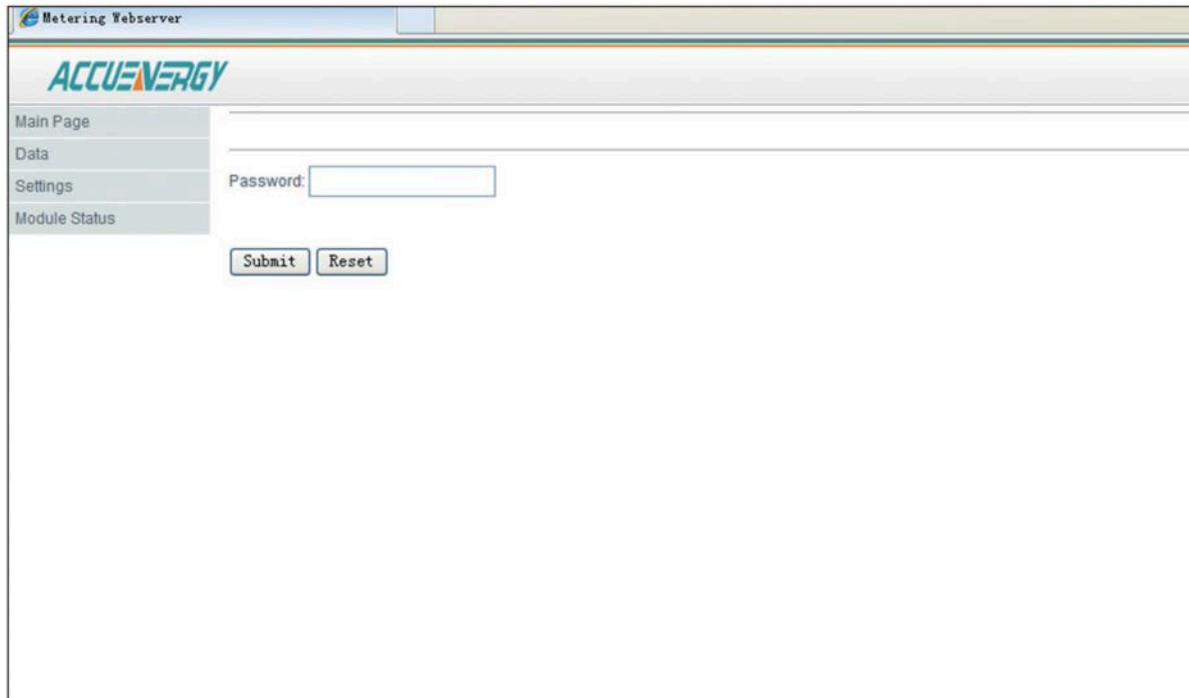 Metering Webserver
ACCUENERGY
Main Page
Data
Settings
Module Status
Password:
Submit Reset